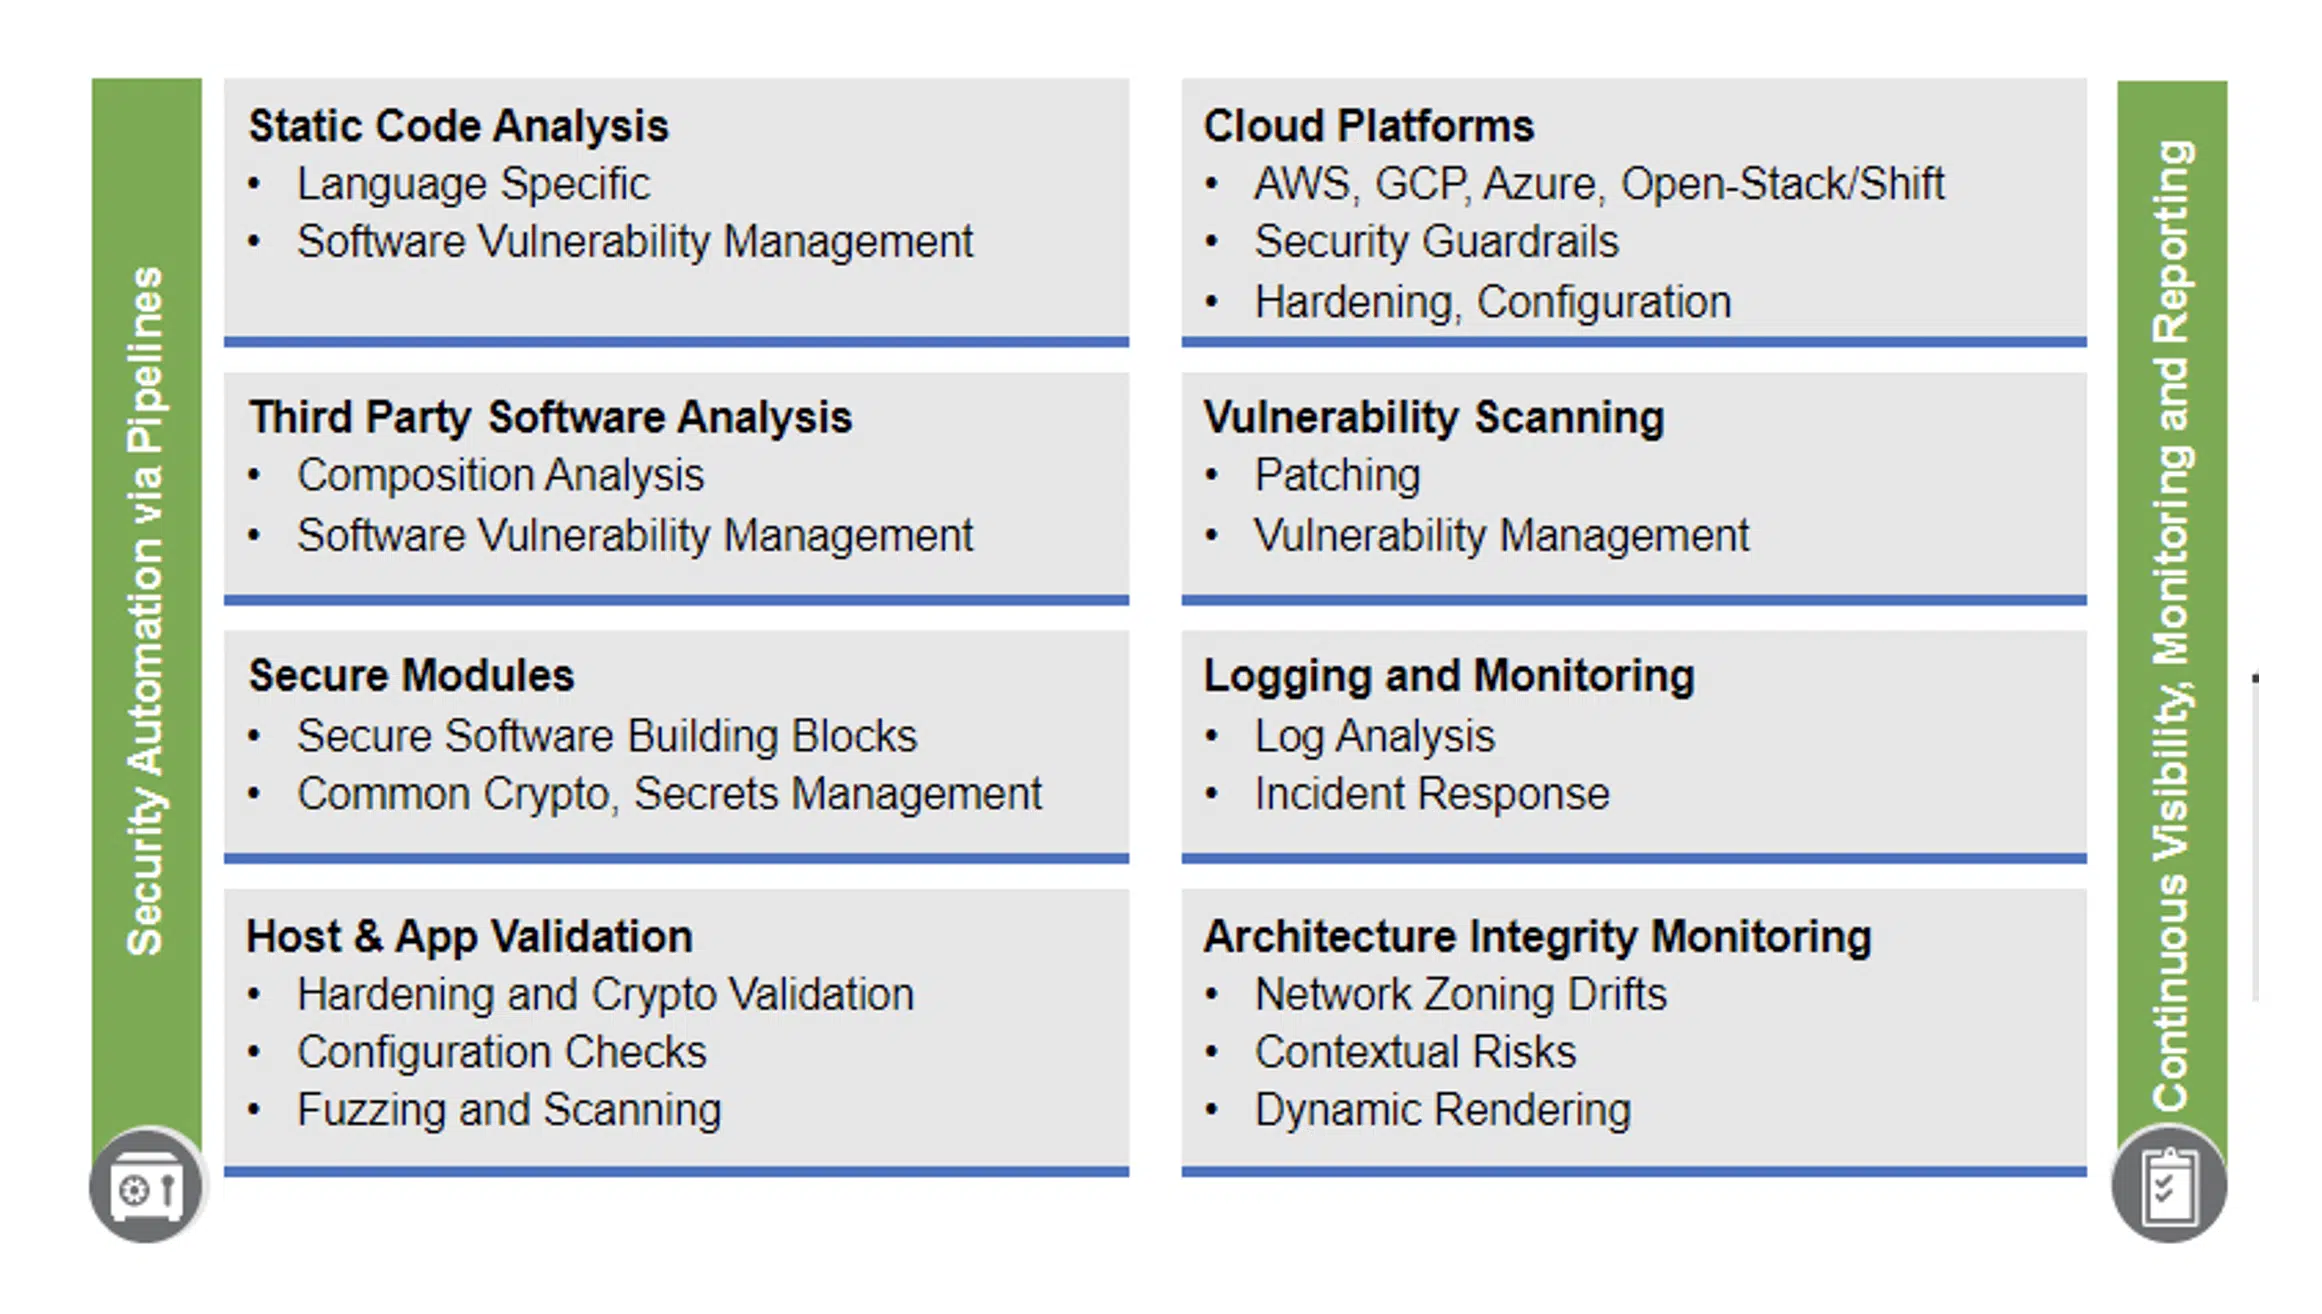 Security Automation via Pipelines
Static Code Analysis
• Language Specific
• Software Vulnerability Management
Third Party Software Analysis
• Composition Analysis
• Software Vulnerability Management
Secure Modules
• Secure Software Building Blocks
• Common Crypto, Secrets Management
Host & App Validation
• Hardening and Crypto Validation
• Configuration Checks
• Fuzzing and Scanning
Cloud Platforms
• AWS, GCP, Azure, Open-Stack/Shift
• Security Guardrails
• Hardening, Configuration
Vulnerability Scanning
• Patching
• Vulnerability Management
Logging and Monitoring
• Log Analysis
• Incident Response
Architecture Integrity Monitoring
• Network Zoning Drifts
• Contextual Risks
• Dynamic Rendering
Continuous Visibility, Monitoring and Reporting